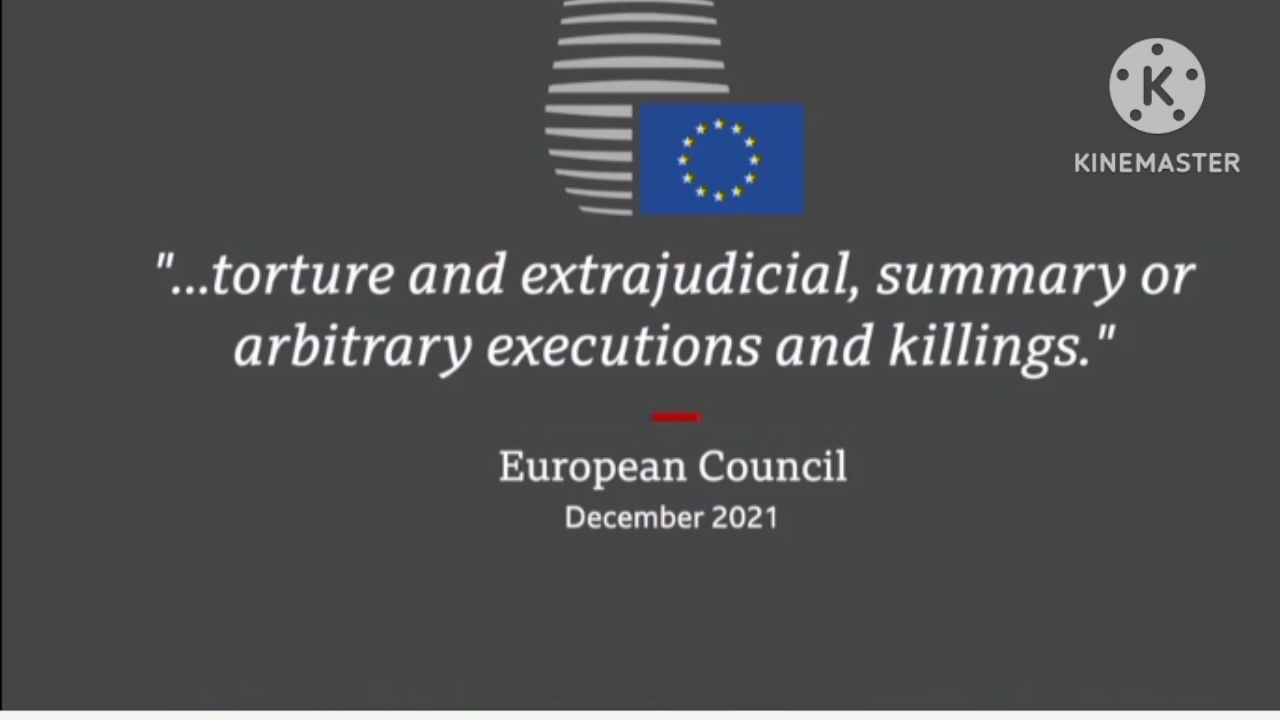 KINEMASTER
"...torture and extrajudicial, summary or
arbitrary executions and killings."
European Council
December 2021